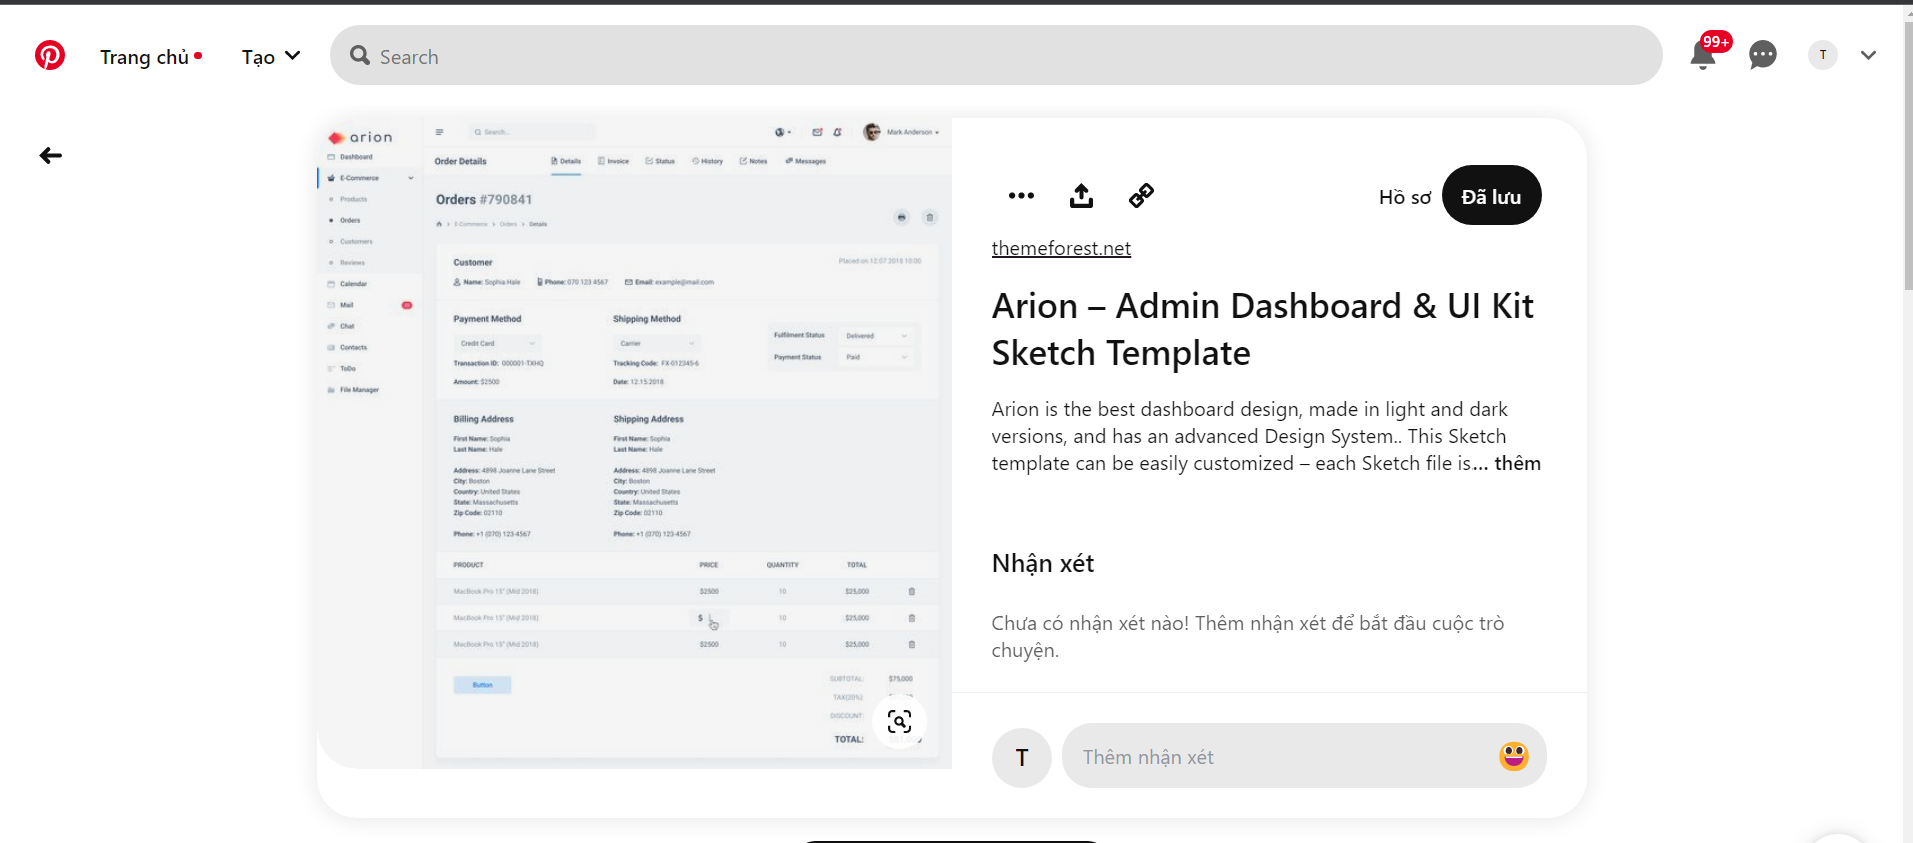 Trang chủ
Tạo
Search
99+
T
arion
Search...
Mark Anderson
Dashboard
E-Commerce
Products
Orders
Customers
Reviews
Calendar
Mail
Chat
Contacts
ToDo
File Manager
Order Details
Details
Invoice
Status
History
Notes
Messages
Orders #790841
E-Commerce > Orders > Details
Customer
Placed on 12.07.2018 10:00
Name: Sophia Hale
Phone: 070 123 4567
Email: example@mail.com
Payment Method
Shipping Method
Credit Card
Carrier
Fulfilment Status
Delivered
Payment Status
Paid
Transaction ID: 000001-TXHQ
Tracking Code: FX-012345-6
Amount: $2500
Date: 12.15.2018
Billing Address
Shipping Address
First Name: Sophia
First Name: Sophia
Last Name: Hale
Last Name: Hale
Address: 4898 Joanne Lane Street
Address: 4898 Joanne Lane Street
City: Boston
City: Boston
Country: United States
Country: United States
State: Massachusetts
State: Massachusetts
Zip Code: 02110
Zip Code: 02110
Phone: +1 (070) 123-4567
Phone: +1 (070) 123-4567
PRODUCT PRICE QUANTITY TOTAL
MacBook Pro 15" (Mid 2018) $2500 10 $25,000
MacBook Pro 15" (Mid 2018) $ 10 $25,000
MacBook Pro 15" (Mid 2018) $2500 10 $25,000
Button
SUBTOTAL: $75,000
TAX(20%):
DISCOUNT:
TOTAL:
Hồ sơ
Đã lưu
themeforest.net
Arion – Admin Dashboard & UI Kit
Sketch Template
Arion is the best dashboard design, made in light and dark
versions, and has an advanced Design System.. This Sketch
template can be easily customized – each Sketch file is... thêm
Nhận xét
Chưa có nhận xét nào! Thêm nhận xét để bắt đầu cuộc trò
chuyện.
T
Thêm nhận xét